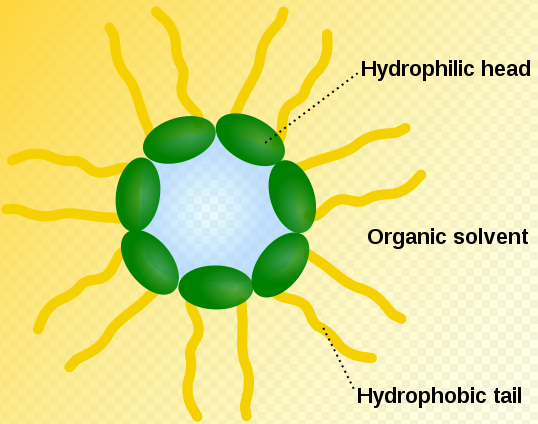 Hydrophilic head
Organic solvent
Hydrophobic tail